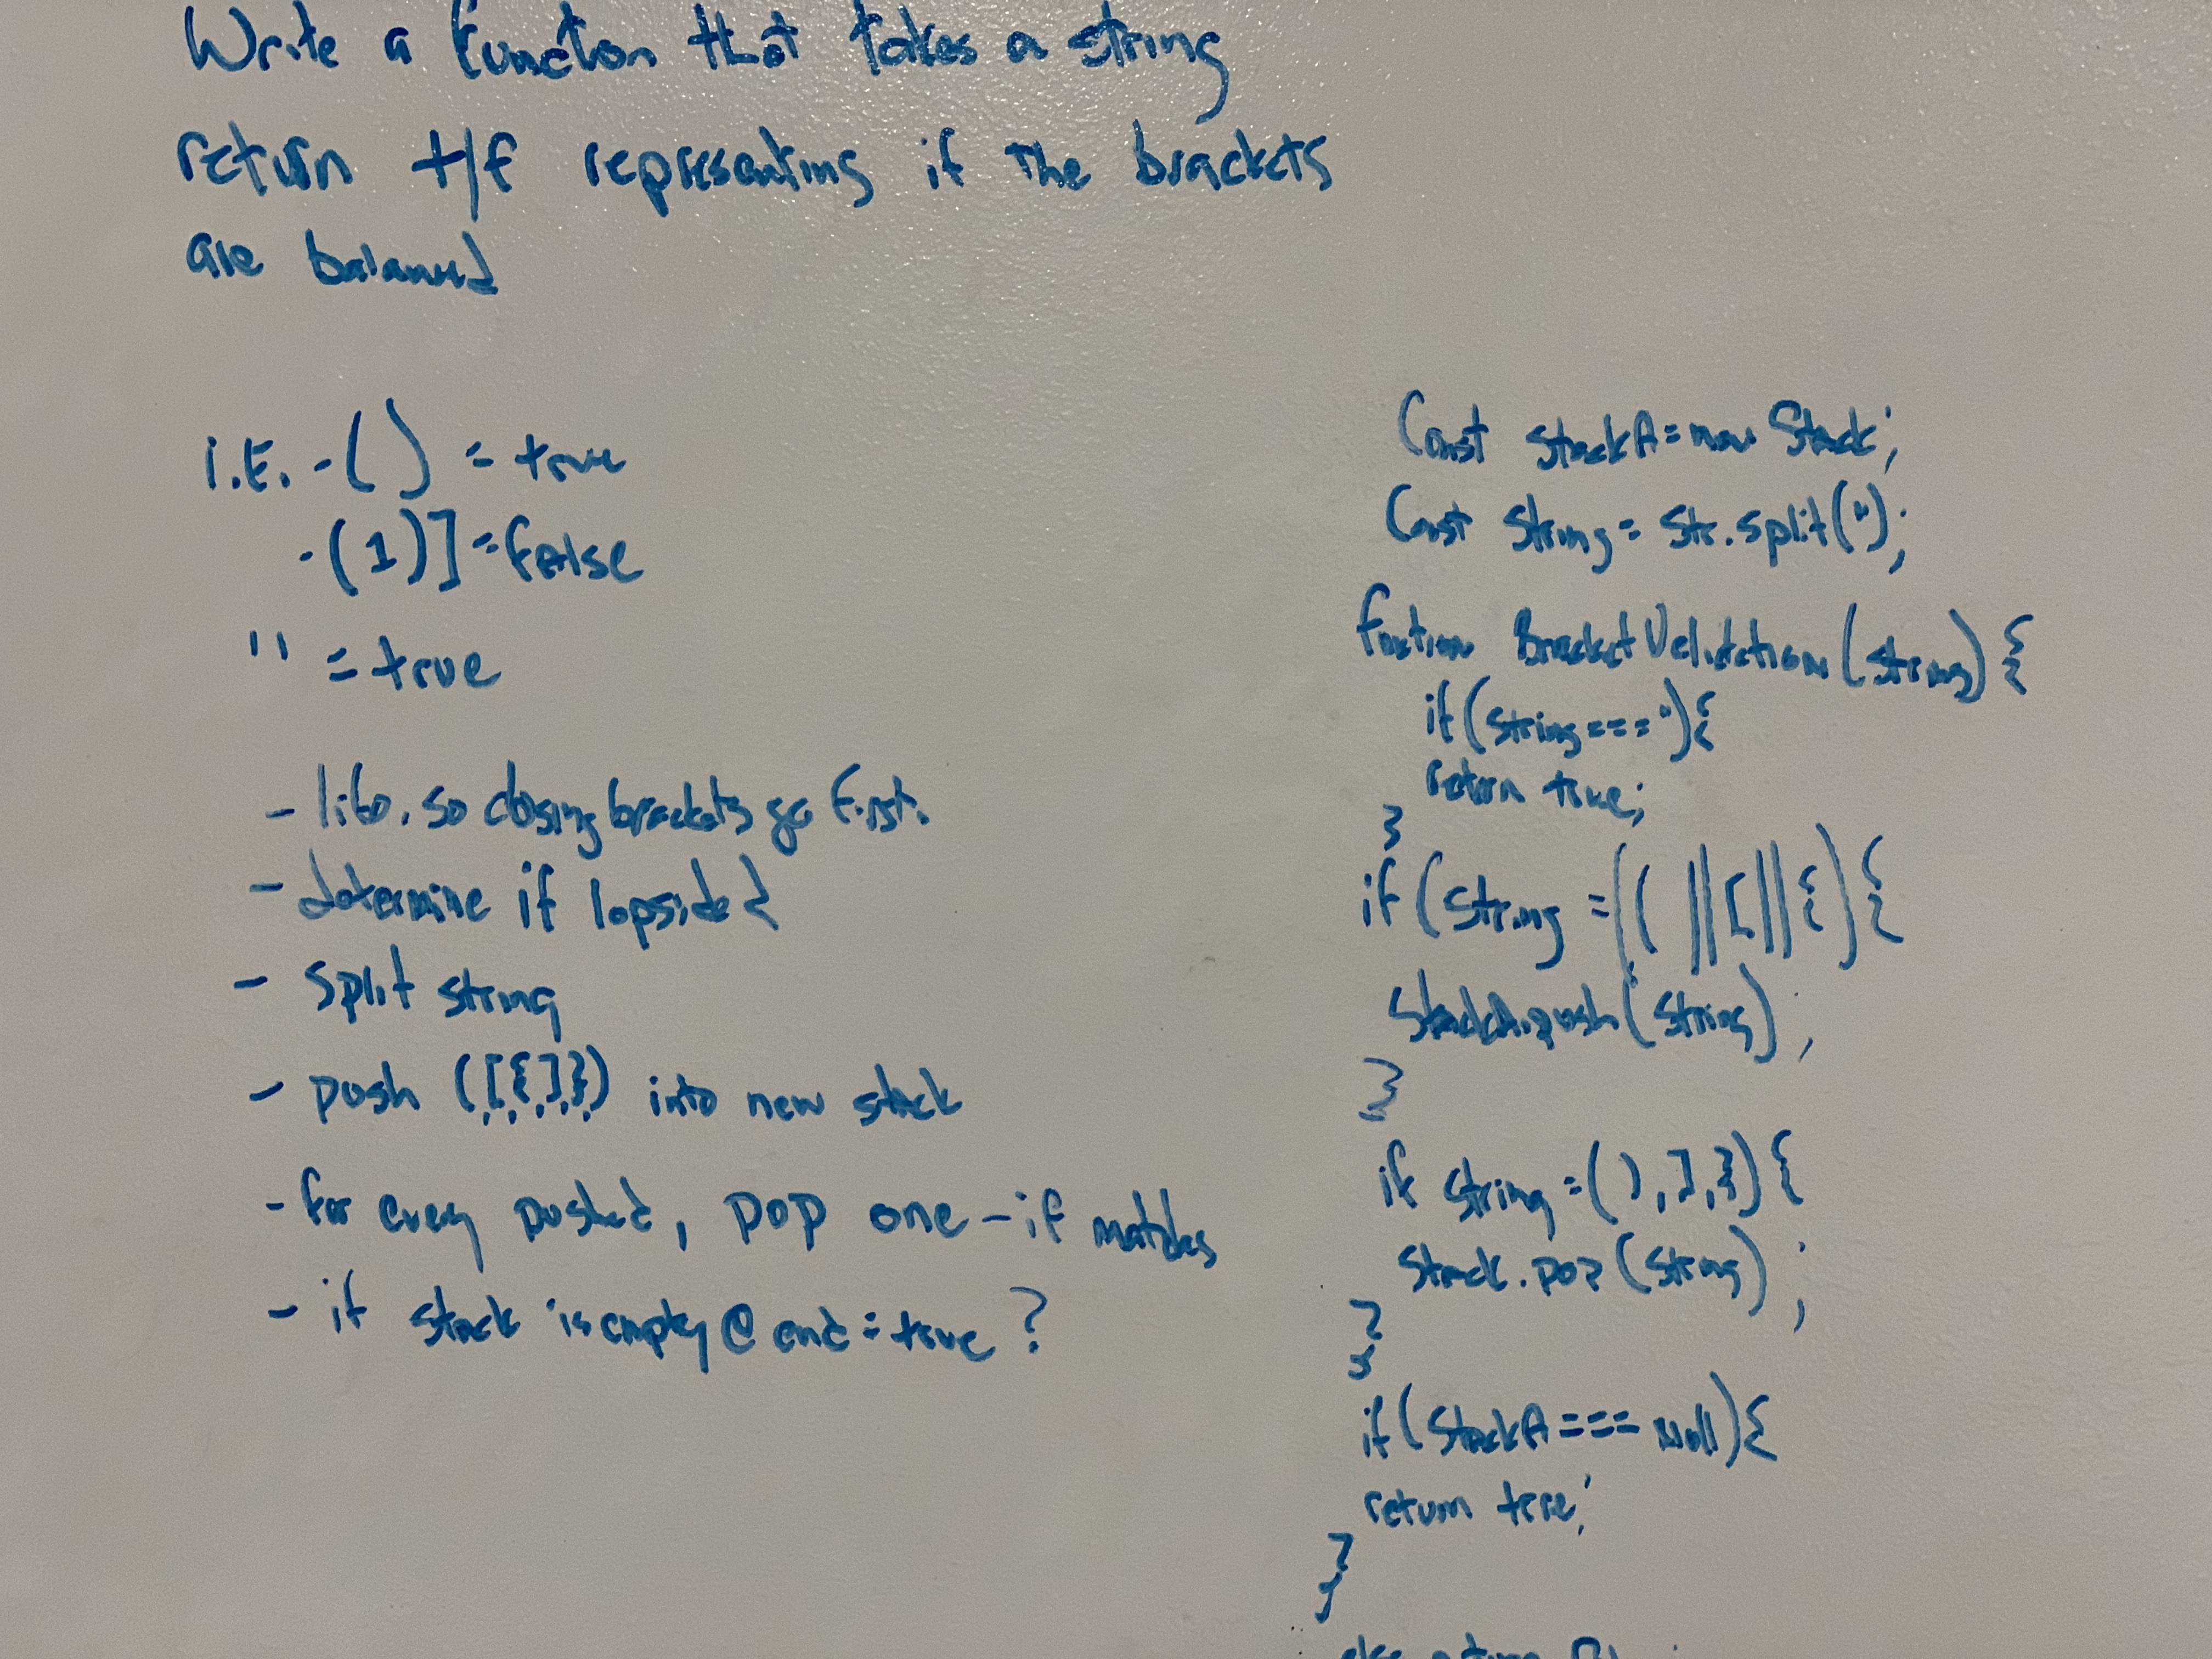 Write a function that takes a string
return t/f representing if the brackets
are balanced
i.E. -( ) = true
-(1)] = false
'' = true
- lifo. so closing brackets go first.
- determine if lopsided
- split string
- push ([{]}) into new stack
- for every pushed, pop one - if matches
- if stack is empty @ end = true ?
Const StackA = new Stack;
Const String = Str.split('');
function BracketValidation(String) {
if(String === ''){
return true;
}
if (String = (( || [ || {) {
StackA.push(String);
}
if String = (),],}) {
Stack.pop(String);
}
if(StackA === Null){
return true;
}
else return